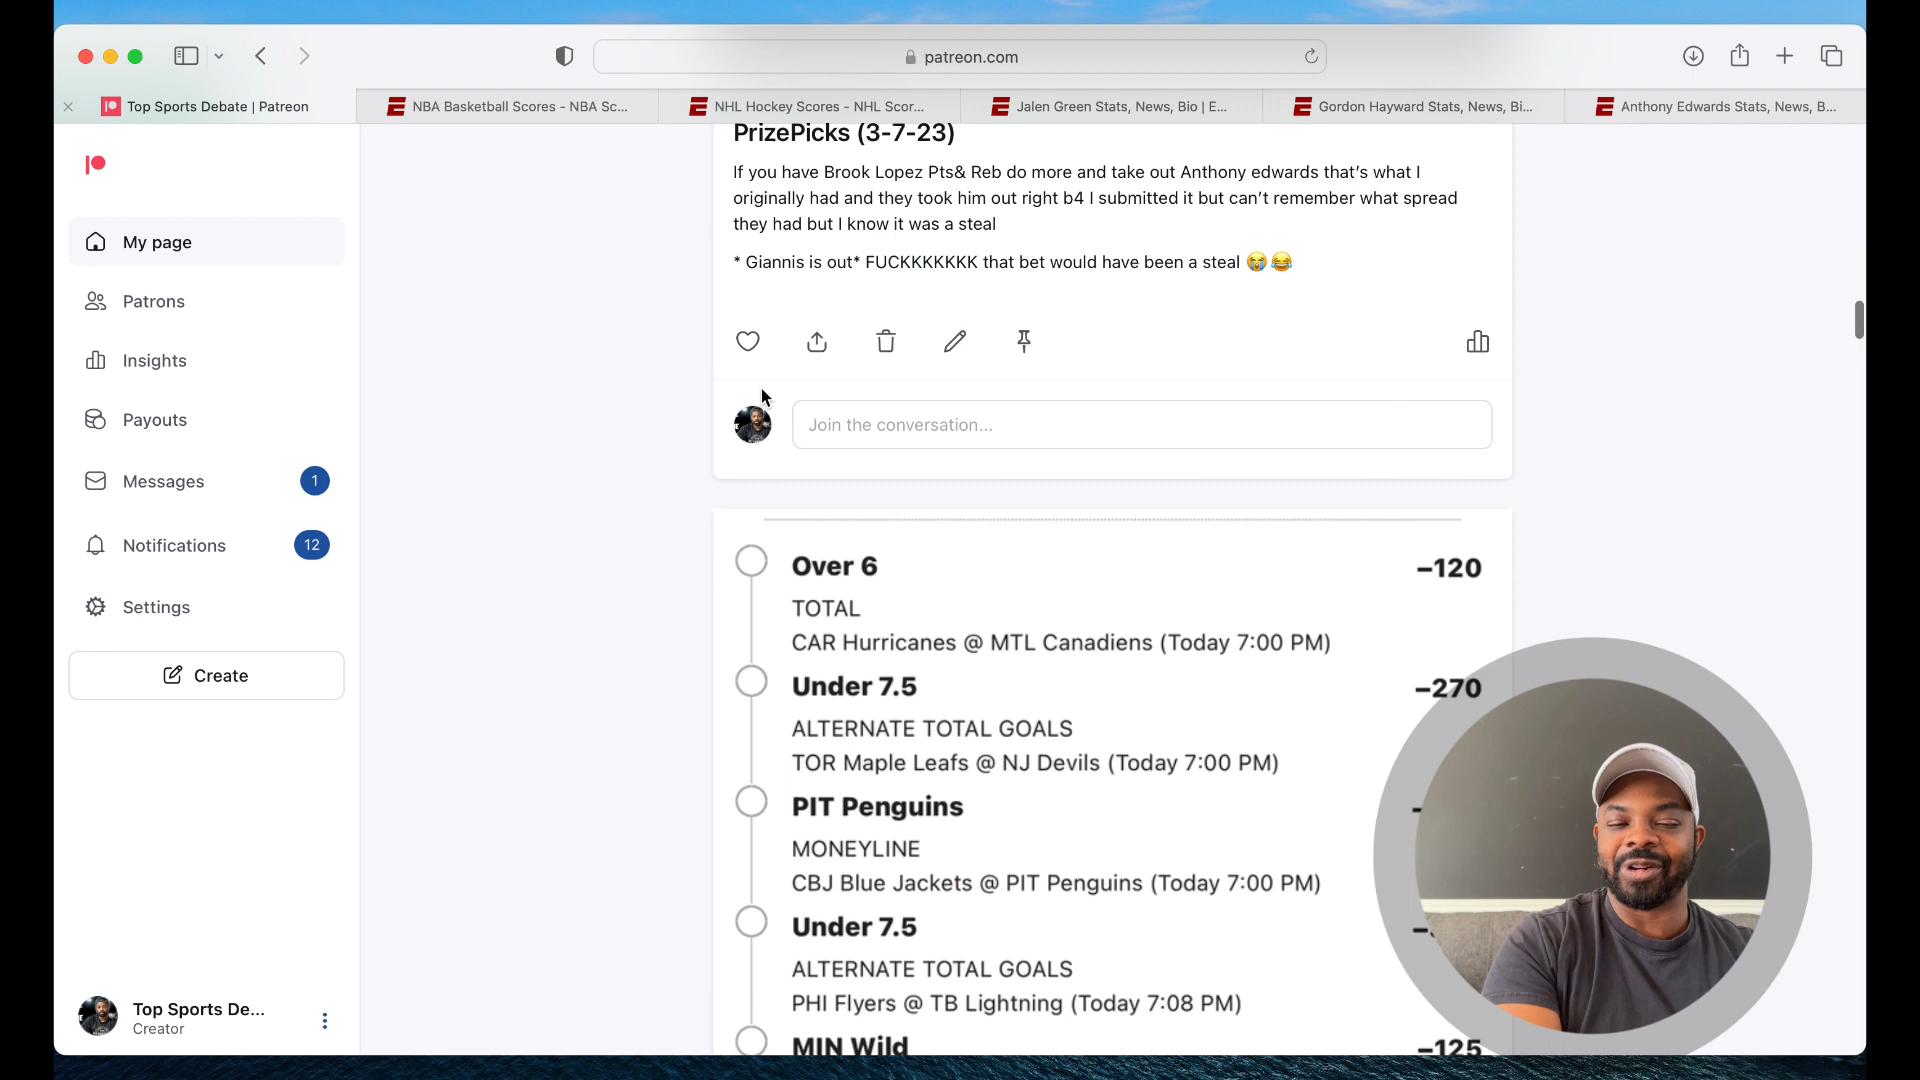 patreon.com
Top Sports Debate | Patreon
NBA Basketball Scores - NBA Sc...
NHL Hockey Scores - NHL Scor...
Jalen Green Stats, News, Bio | E...
Gordon Hayward Stats, News, Bi...
Anthony Edwards Stats, News, B...
My page
Patrons
Insights
Payouts
Messages 1
Notifications 12
Settings
Create
Top Sports De...
Creator
PrizePicks (3-7-23)
If you have Brook Lopez Pts& Reb do more and take out Anthony edwards that's what I
originally had and they took him out right b4 I submitted it but can't remember what spread
they had but I know it was a steal
* Giannis is out* FUCKKKKKKK that bet would have been a steal 😭😂
Join the conversation...
Over 6 −120
TOTAL
CAR Hurricanes @ MTL Canadiens (Today 7:00 PM)
Under 7.5 −270
ALTERNATE TOTAL GOALS
TOR Maple Leafs @ NJ Devils (Today 7:00 PM)
PIT Penguins
MONEYLINE
CBJ Blue Jackets @ PIT Penguins (Today 7:00 PM)
Under 7.5
ALTERNATE TOTAL GOALS
PHI Flyers @ TB Lightning (Today 7:08 PM)
MIN Wild −125